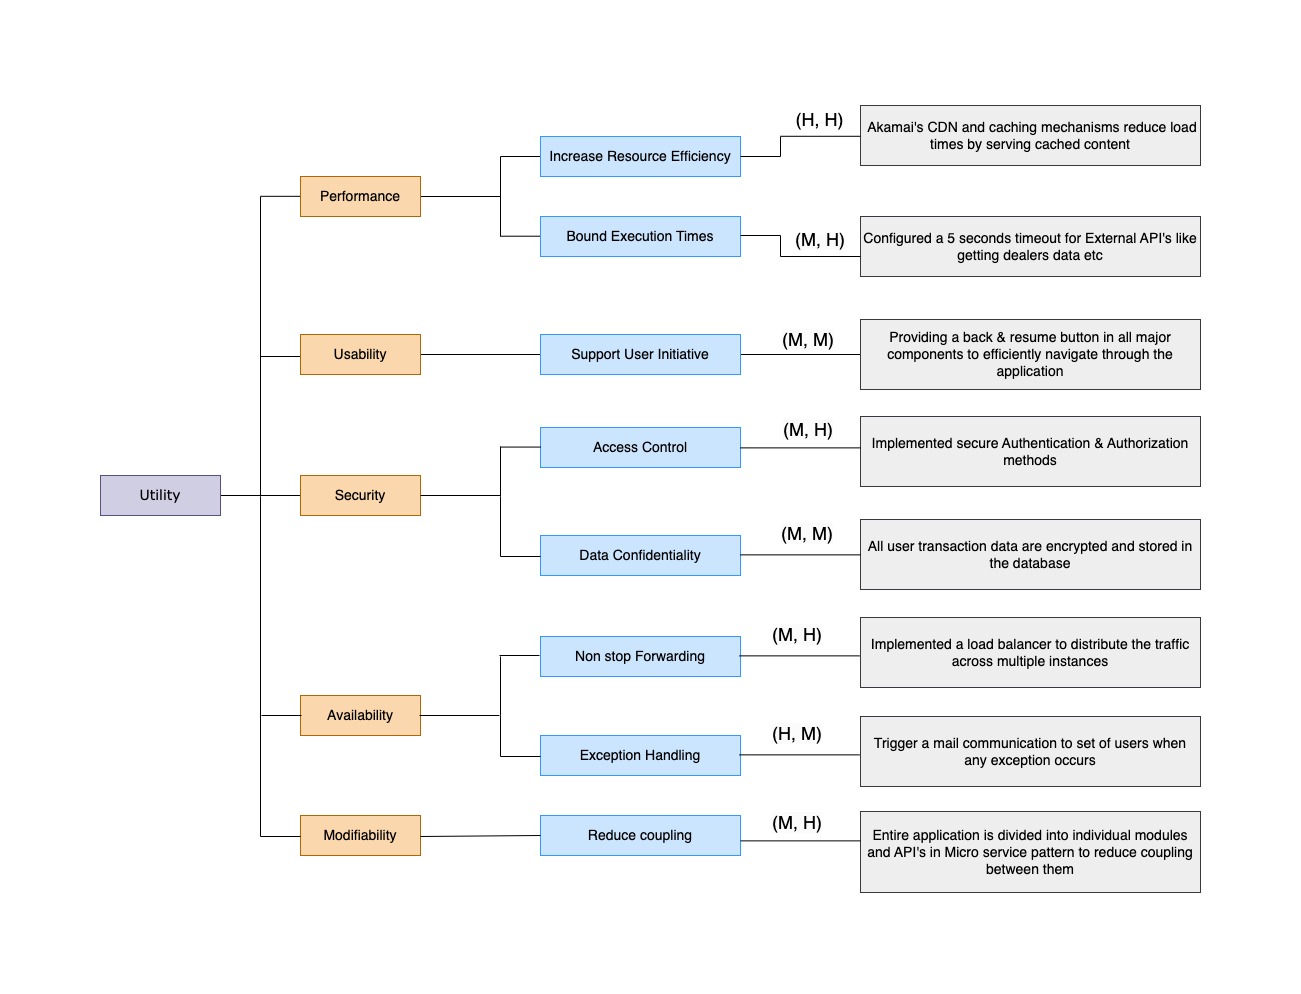 Utility
Performance
Increase Resource Efficiency
(H, H)
Akamai's CDN and caching mechanisms reduce load
times by serving cached content
Bound Execution Times
(M, H)
Configured a 5 seconds timeout for External API's like
getting dealers data etc
Usability
Support User Initiative
(M, M)
Providing a back & resume button in all major
components to efficiently navigate through the
application
Security
Access Control
(M, H)
Implemented secure Authentication & Authorization
methods
Data Confidentiality
(M, M)
All user transaction data are encrypted and stored in
the database
Availability
Non stop Forwarding
(M, H)
Implemented a load balancer to distribute the traffic
across multiple instances
Exception Handling
(H, M)
Trigger a mail communication to set of users when
any exception occurs
Modifiability
Reduce coupling
(M, H)
Entire application is divided into individual modules
and API's in Micro service pattern to reduce coupling
between them